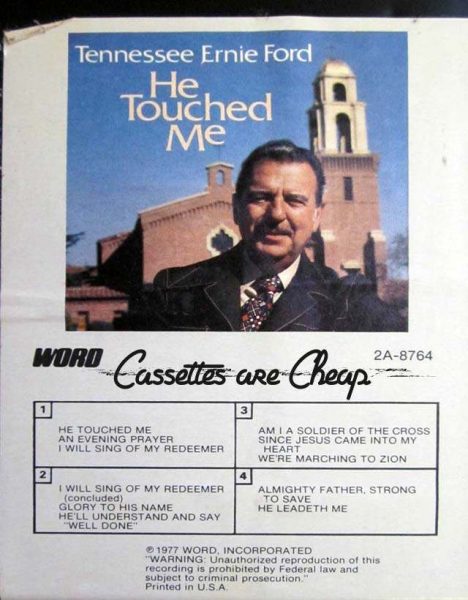 Tennessee Ernie Ford
He
Touched
Me
WORD
Cassettes are Cheap
2A-8764
1
HE TOUCHED ME
AN EVENING PRAYER
I WILL SING OF MY REDEEMER
2
I WILL SING OF MY REDEEMER
(concluded)
GLORY TO HIS NAME
HE'LL UNDERSTAND AND SAY
"WELL DONE"
3
AM I A SOLDIER OF THE CROSS
SINCE JESUS CAME INTO MY
HEART
WE'RE MARCHING TO ZION
4
ALMIGHTY FATHER, STRONG
TO SAVE
HE LEADETH ME
℗ 1977 WORD, INCORPORATED
"WARNING: Unauthorized reproduction of this
recording is prohibited by Federal law and
subject to criminal prosecution."
Printed in U.S.A.